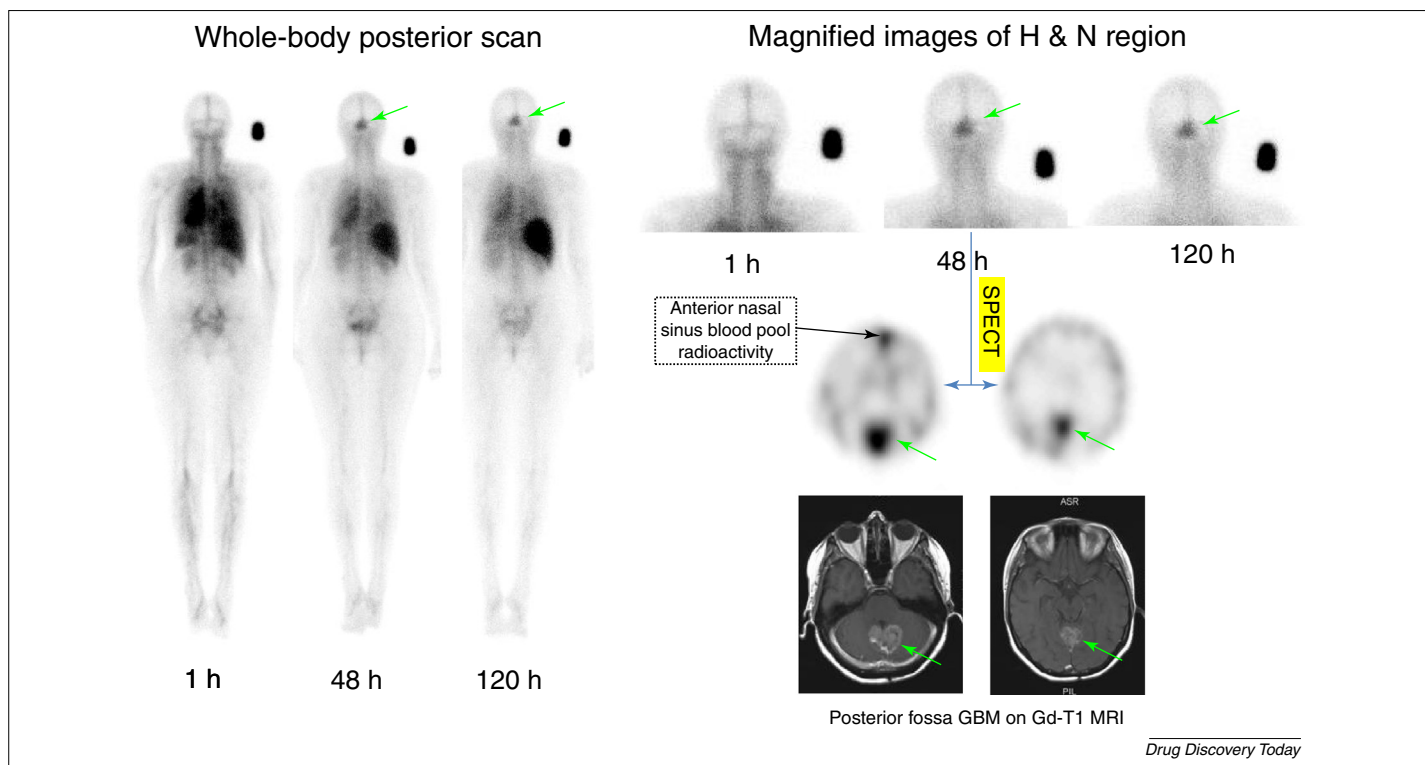 Whole-body posterior scan
1 h
48 h
120 h
Magnified images of H & N region
1 h
48 h
120 h
SPECT
Anterior nasal
sinus blood pool
radioactivity
ASR
PIL
Posterior fossa GBM on Gd-T1 MRI
Drug Discovery Today